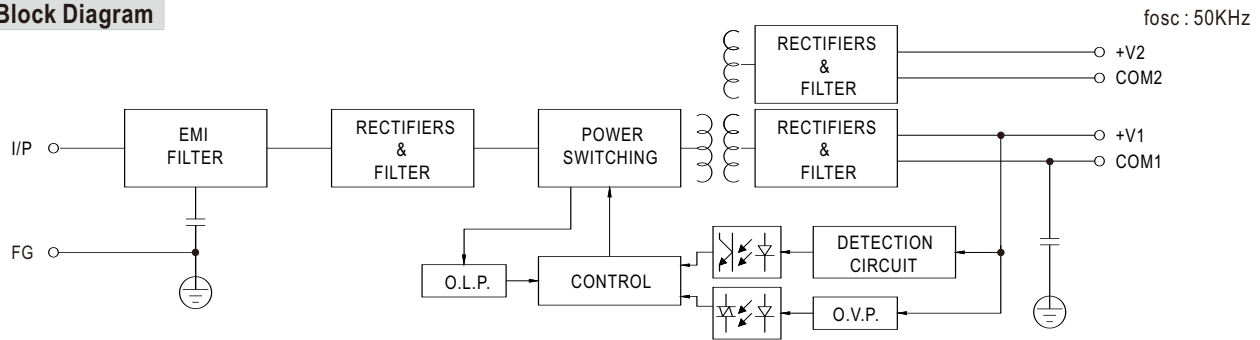 Block Diagram
fosc : 50KHz
RECTIFIERS
&
FILTER
+V2
COM2
I/P
EMI
FILTER
RECTIFIERS
&
FILTER
POWER
SWITCHING
RECTIFIERS
&
FILTER
+V1
COM1
FG
O.L.P.
CONTROL
DETECTION
CIRCUIT
O.V.P.